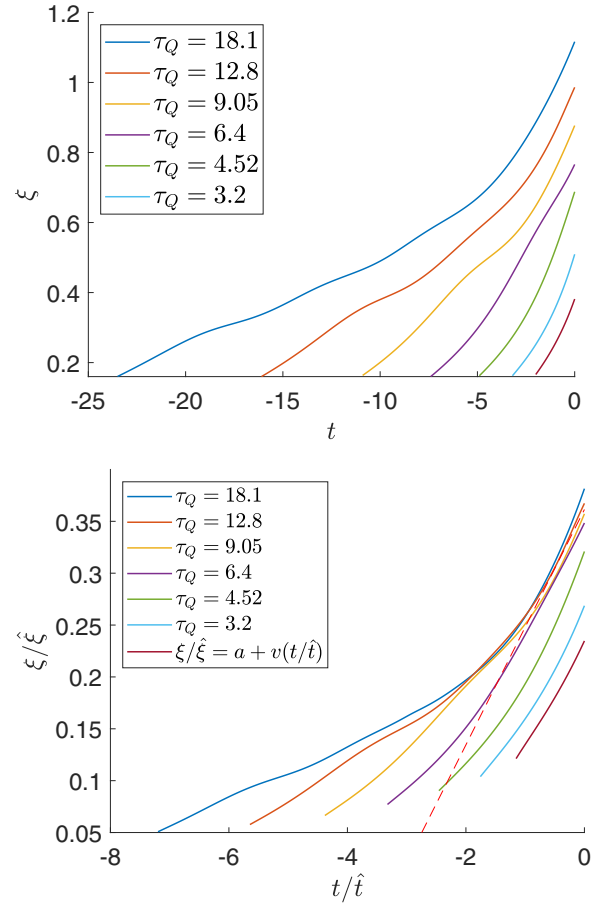 1.2
1
0.8
0.6
0.4
0.2
ξ
τ_Q = 18.1
τ_Q = 12.8
τ_Q = 9.05
τ_Q = 6.4
τ_Q = 4.52
τ_Q = 3.2
-25 -20 -15 -10 -5 0
t
0.35
0.3
0.25
0.2
0.15
0.1
0.05
ξ/ξ̂
τ_Q = 18.1
τ_Q = 12.8
τ_Q = 9.05
τ_Q = 6.4
τ_Q = 4.52
τ_Q = 3.2
ξ/ξ̂ = a + v(t/t̂)
-8 -6 -4 -2 0
t/t̂